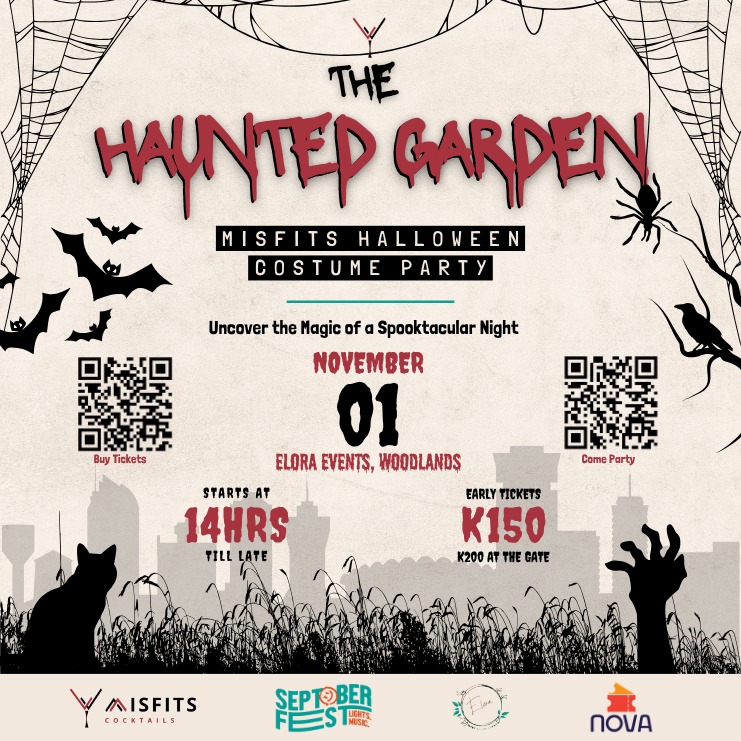 THE
HAUNTED GARDEN
MISFITS HALLOWEEN
COSTUME PARTY
Uncover the Magic of a Spooktacular Night
NOVEMBER
01
ELORA EVENTS, WOODLANDS
Buy Tickets
Come Party
STARTS AT
14HRS
TILL LATE
EARLY TICKETS
K150
K200 AT THE GATE
MISFITS
COCKTAILS
SEPTOBER
FEST
LIGHTS.
MUSIC.
Elora
NOVA